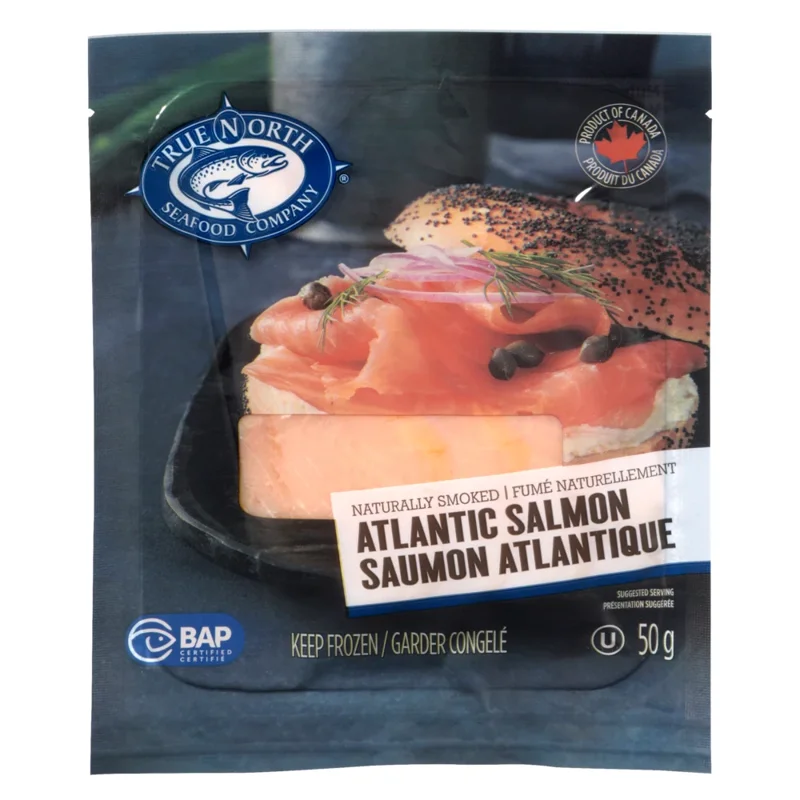 TRUE NORTH
SEAFOOD COMPANY
®
PRODUCT OF CANADA
PRODUIT DU CANADA
NATURALLY SMOKED | FUMÉ NATURELLEMENT
ATLANTIC SALMON
SAUMON ATLANTIQUE
SUGGESTED SERVING
PRÉSENTATION SUGGÉRÉE
BAP
CERTIFIED
CERTIFIÉ
KEEP FROZEN / GARDER CONGELÉ
U 50 g